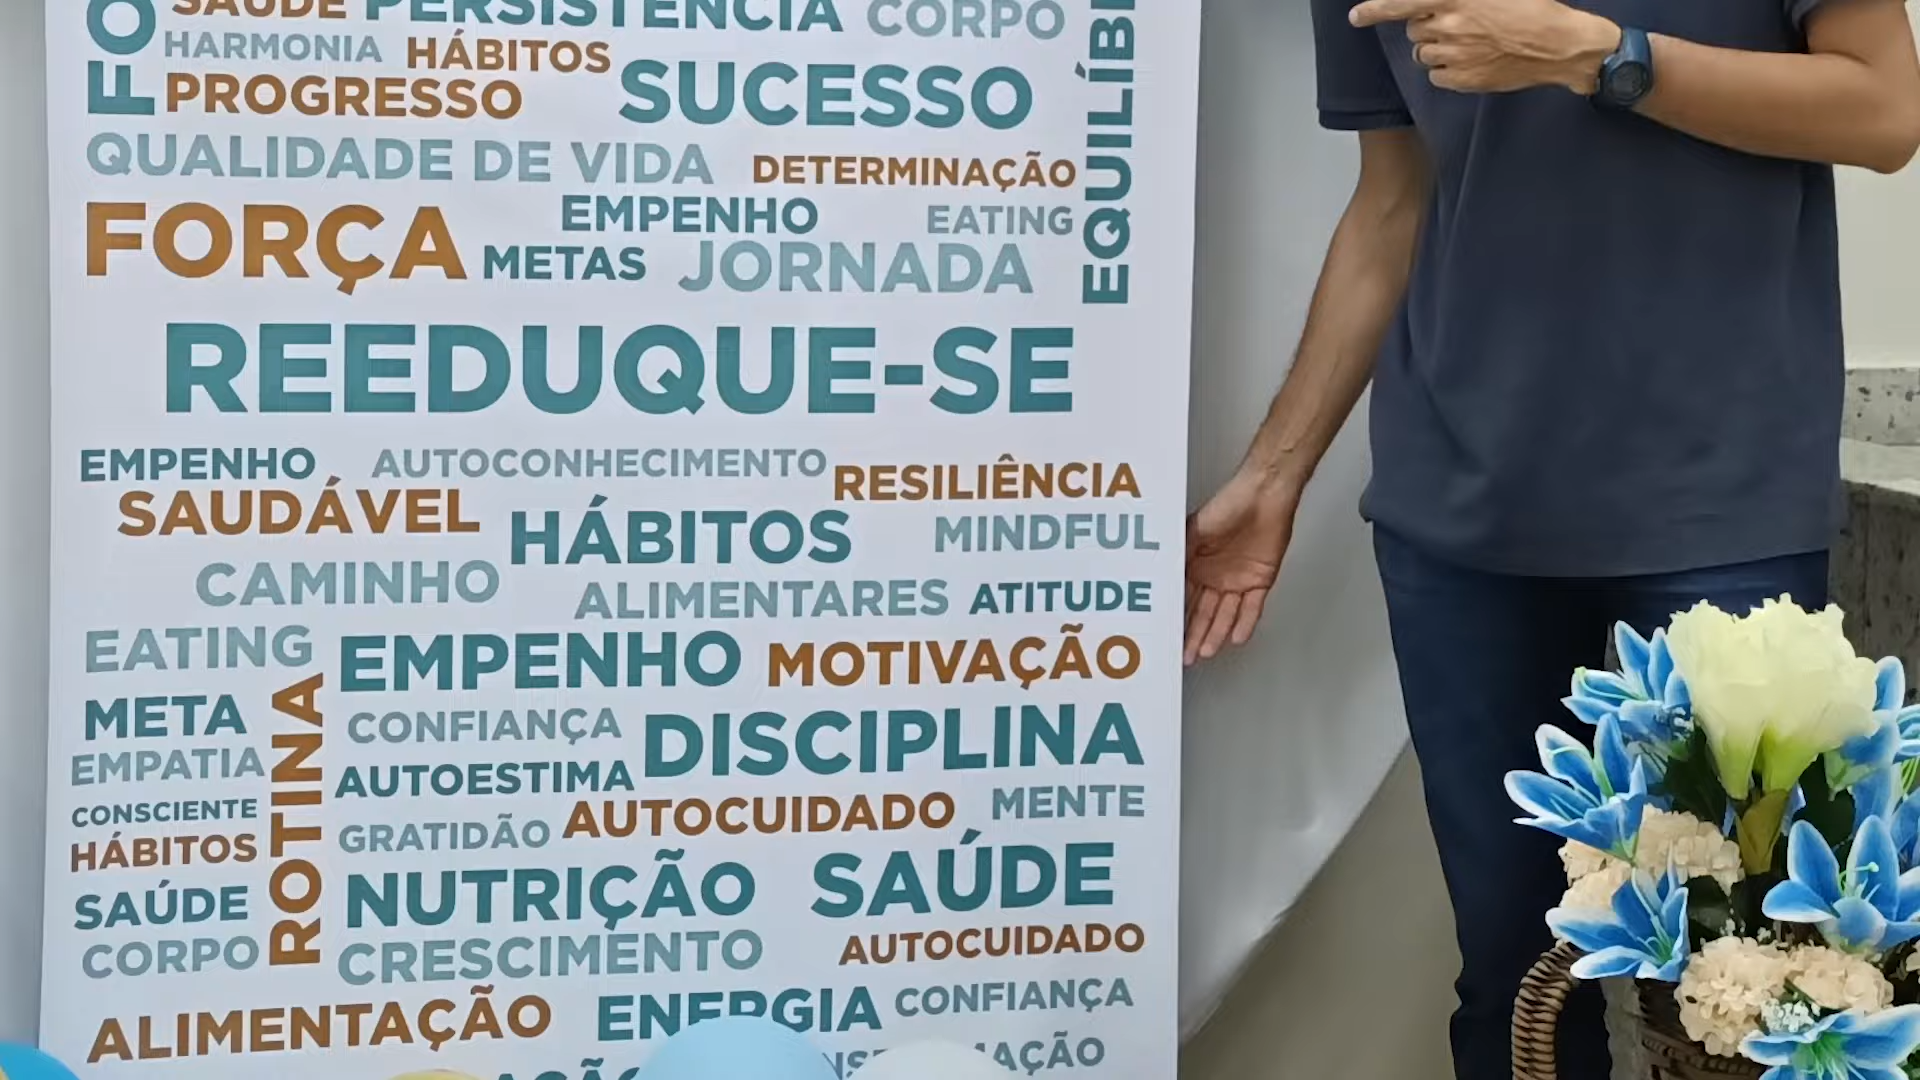 SAÚDE PERSISTÊNCIA CORPO
FO
HARMONIA HÁBITOS
PROGRESSO SUCESSO
QUALIDADE DE VIDA DETERMINAÇÃO
FORÇA EMPENHO EATING
METAS JORNADA
REEDUQUE-SE
EMPENHO AUTOCONHECIMENTO RESILIÊNCIA
SAUDÁVEL HÁBITOS MINDFUL
CAMINHO ALIMENTARES ATITUDE
EATING EMPENHO MOTIVAÇÃO
META ROTINA CONFIANÇA DISCIPLINA
EMPATIA AUTOESTIMA
CONSCIENTE AUTOCUIDADO MENTE
HÁBITOS GRATIDÃO
SAÚDE NUTRIÇÃO SAÚDE
CORPO CRESCIMENTO AUTOCUIDADO
ALIMENTAÇÃO ENERGIA CONFIANÇA